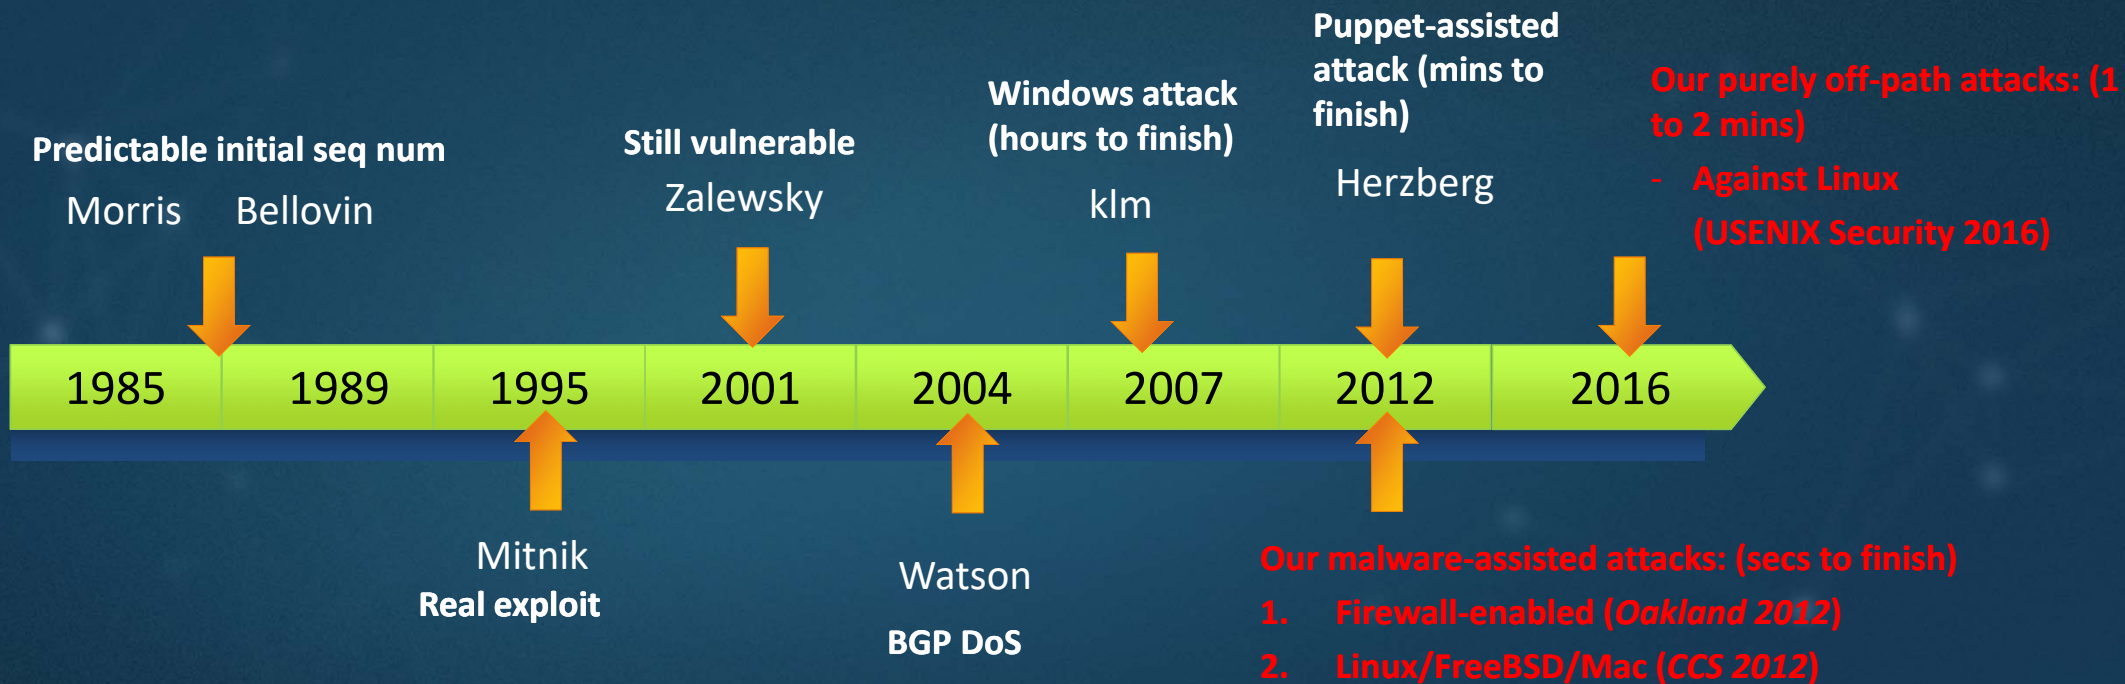 Predictable initial seq num
Morris Bellovin
Still vulnerable
Zalewsky
Windows attack
(hours to finish)
klm
Puppet-assisted
attack (mins to
finish)
Herzberg
Our purely off-path attacks: (1
to 2 mins)
- Against Linux
(USENIX Security 2016)
1985 1989 1995 2001 2004 2007 2012 2016
Mitnik
Real exploit
Watson
BGP DoS
Our malware-assisted attacks: (secs to finish)
1. Firewall-enabled (Oakland 2012)
2. Linux/FreeBSD/Mac (CCS 2012)